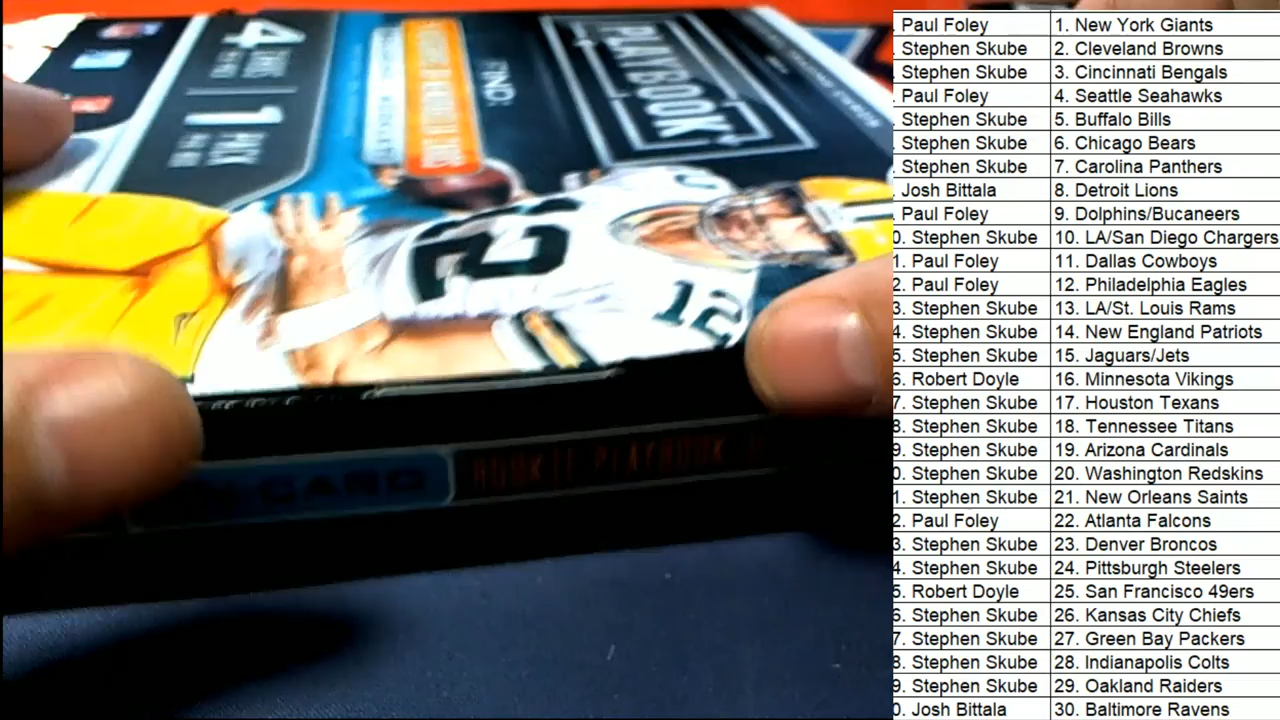 PLAYBOOK
FIND:
4
1
12
12
ROOKIE PLAYBOOK
CARD
Paul Foley 1. New York Giants
Stephen Skube 2. Cleveland Browns
Stephen Skube 3. Cincinnati Bengals
Paul Foley 4. Seattle Seahawks
Stephen Skube 5. Buffalo Bills
Stephen Skube 6. Chicago Bears
Stephen Skube 7. Carolina Panthers
Josh Bittala 8. Detroit Lions
Paul Foley 9. Dolphins/Bucaneers
0. Stephen Skube 10. LA/San Diego Chargers
1. Paul Foley 11. Dallas Cowboys
2. Paul Foley 12. Philadelphia Eagles
3. Stephen Skube 13. LA/St. Louis Rams
4. Stephen Skube 14. New England Patriots
5. Stephen Skube 15. Jaguars/Jets
6. Robert Doyle 16. Minnesota Vikings
7. Stephen Skube 17. Houston Texans
8. Stephen Skube 18. Tennessee Titans
9. Stephen Skube 19. Arizona Cardinals
0. Stephen Skube 20. Washington Redskins
1. Stephen Skube 21. New Orleans Saints
2. Paul Foley 22. Atlanta Falcons
3. Stephen Skube 23. Denver Broncos
4. Stephen Skube 24. Pittsburgh Steelers
5. Robert Doyle 25. San Francisco 49ers
6. Stephen Skube 26. Kansas City Chiefs
7. Stephen Skube 27. Green Bay Packers
8. Stephen Skube 28. Indianapolis Colts
9. Stephen Skube 29. Oakland Raiders
0. Josh Bittala 30. Baltimore Ravens